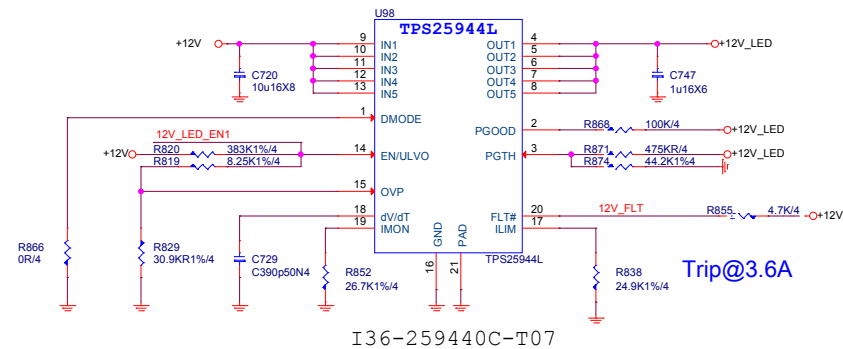 U98
TPS25944L
+12V
9 IN1 OUT1 4 +12V_LED
10 IN2 OUT2 5
11 IN3 OUT3 6
12 IN4 OUT4 7
13 IN5 OUT5 8
C720
10u16X8
C747
1u16X6
1 DMODE
PGOOD 2 R868 100K/4 +12V_LED
12V_LED_EN1
+12V R820 383K1%/4 14 EN/ULVO
R819 8.25K1%/4
PGTH 3 R871 475KR/4 +12V_LED
R874 44.2K1%4
15 OVP
18 dV/dT
19 IMON
FLT# 20 12V_FLT R855 4.7K/4 +12V
ILIM 17
GND PAD
16 21 TPS25944L
R866
0R/4
R829
30.9KR1%/4
C729
C390p50N4
R852
26.7K1%/4
R838
24.9K1%/4
Trip@3.6A
I36-259440C-T07